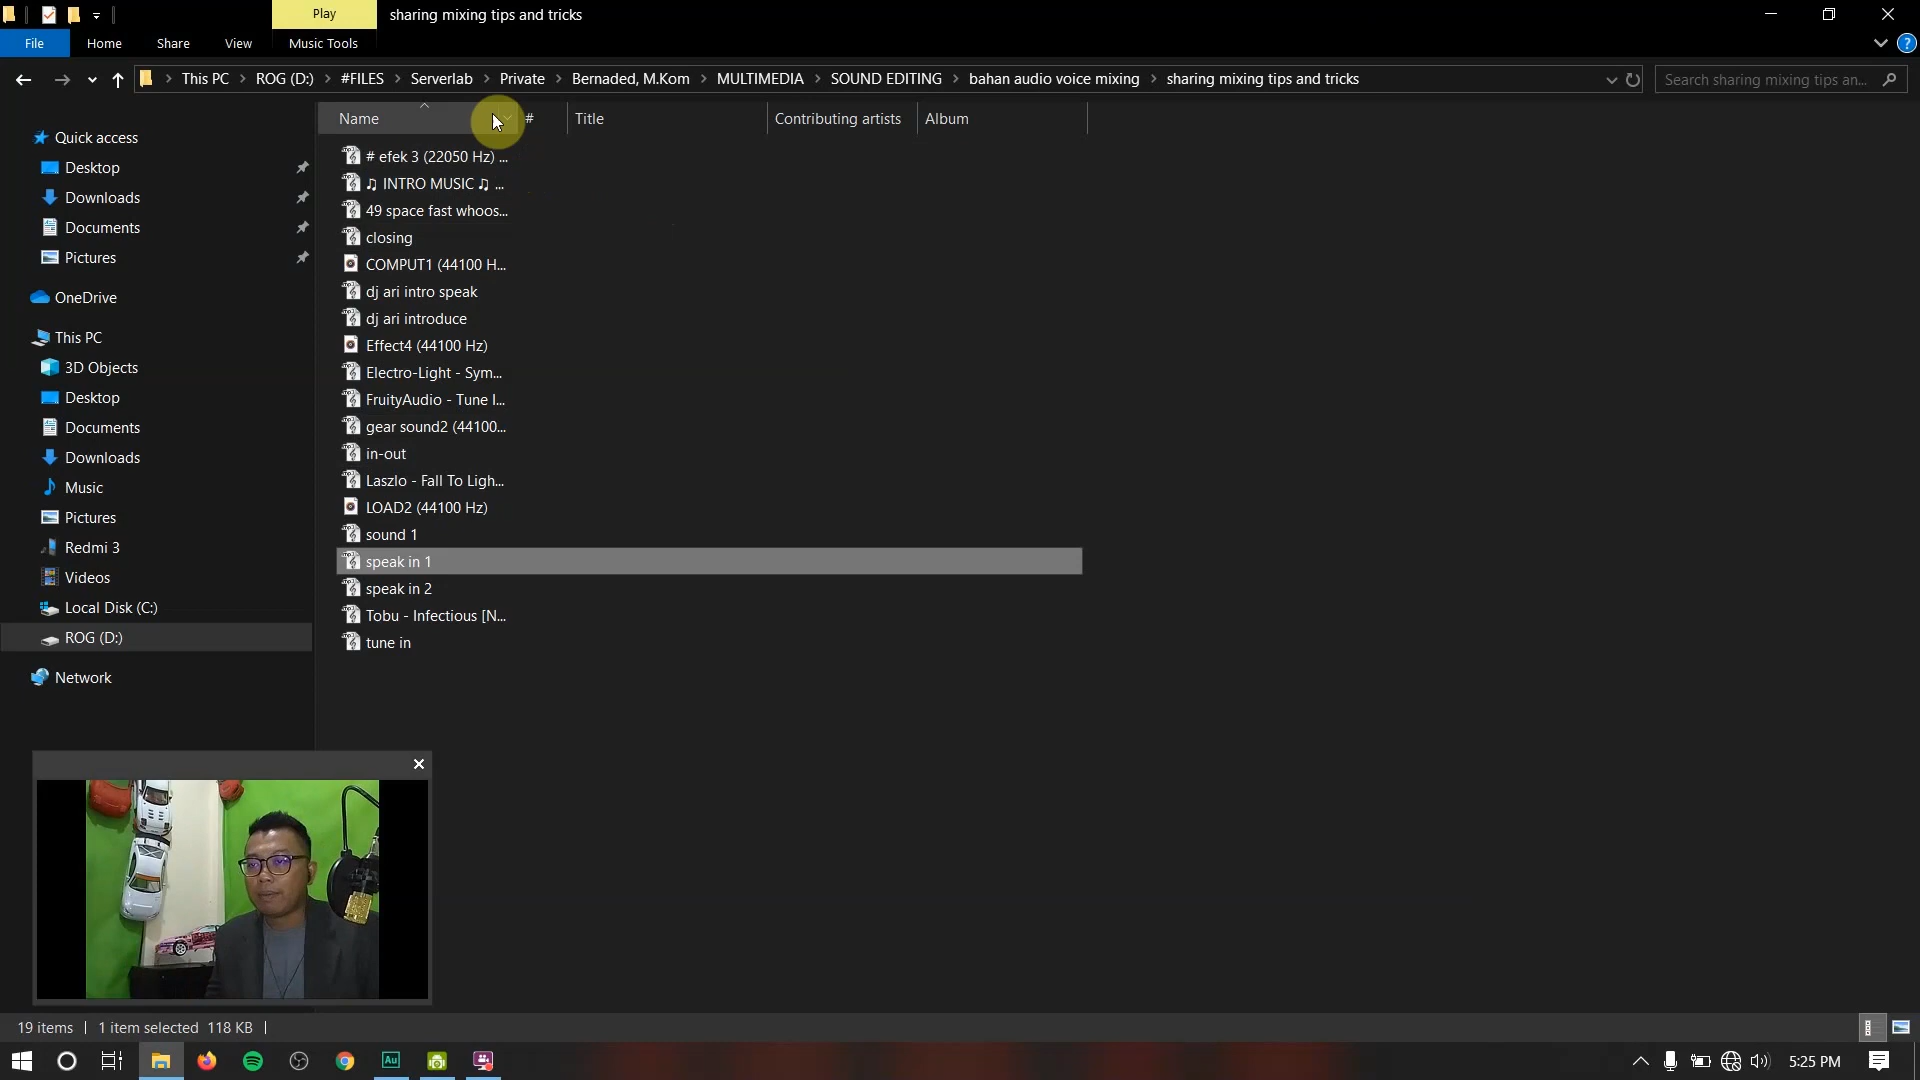 Play
sharing mixing tips and tricks
File
Home
Share
View
Music Tools
This PC
ROG (D:)
#FILES
Serverlab
Private
Bernaded, M.Kom
MULTIMEDIA
SOUND EDITING
bahan audio voice mixing
sharing mixing tips and tricks
Search sharing mixing tips an...
Name
#
Title
Contributing artists
Album
Quick access
Desktop
Downloads
Documents
Pictures
OneDrive
This PC
3D Objects
Desktop
Documents
Downloads
Music
Pictures
Redmi 3
Videos
Local Disk (C:)
ROG (D:)
Network
# efek 3 (22050 Hz) ...
♫ INTRO MUSIC ♫ ...
49 space fast whoos...
closing
COMPUT1 (44100 H...
dj ari intro speak
dj ari introduce
Effect4 (44100 Hz)
Electro-Light - Sym...
FruityAudio - Tune I...
gear sound2 (44100...
in-out
Laszlo - Fall To Ligh...
LOAD2 (44100 Hz)
sound 1
speak in 1
speak in 2
Tobu - Infectious [N...
tune in
19 items
1 item selected 118 KB
Au
5:25 PM